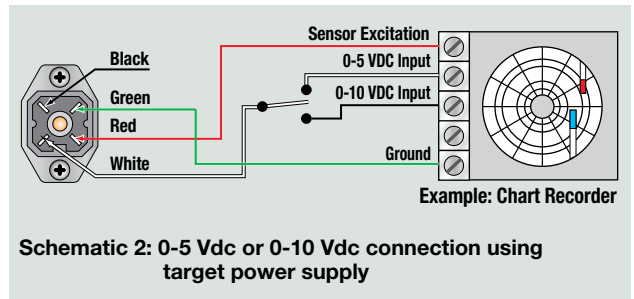 Sensor Excitation
Black
0-5 VDC Input
Green
0-10 VDC Input
Red
White
Ground
Example: Chart Recorder
Schematic 2: 0-5 Vdc or 0-10 Vdc connection using
target power supply